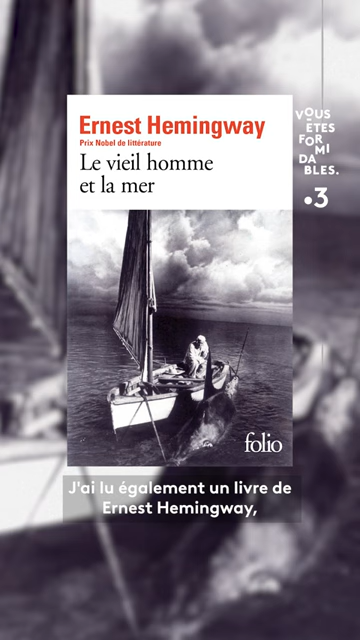 Ernest Hemingway
Prix Nobel de littérature
Le vieil homme
et la mer
VOUS
ÊTES
FOR
MI
DA
BLES.
.3
folio
J'ai lu également un livre de
Ernest Hemingway,